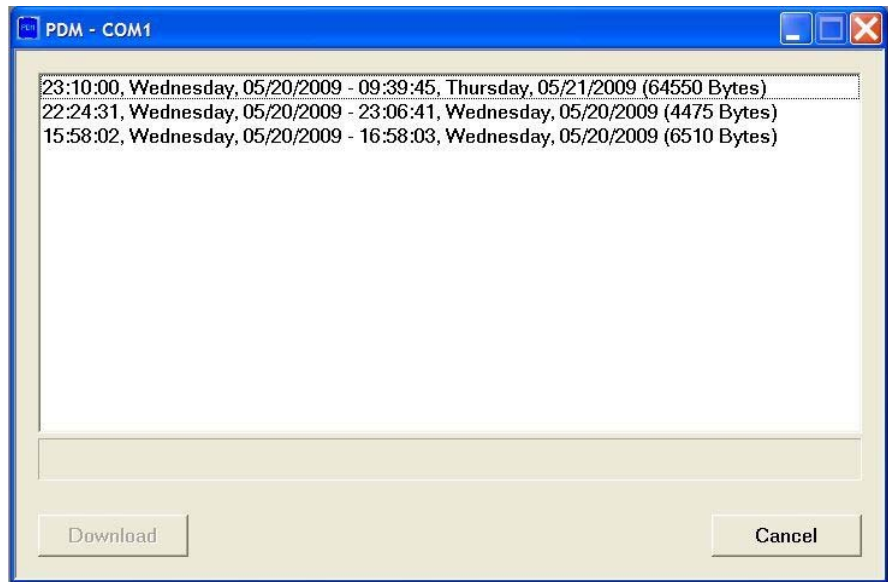 PDM
PDM - COM1
23:10:00, Wednesday, 05/20/2009 - 09:39:45, Thursday, 05/21/2009 (64550 Bytes)
22:24:31, Wednesday, 05/20/2009 - 23:06:41, Wednesday, 05/20/2009 (4475 Bytes)
15:58:02, Wednesday, 05/20/2009 - 16:58:03, Wednesday, 05/20/2009 (6510 Bytes)
Download
Cancel